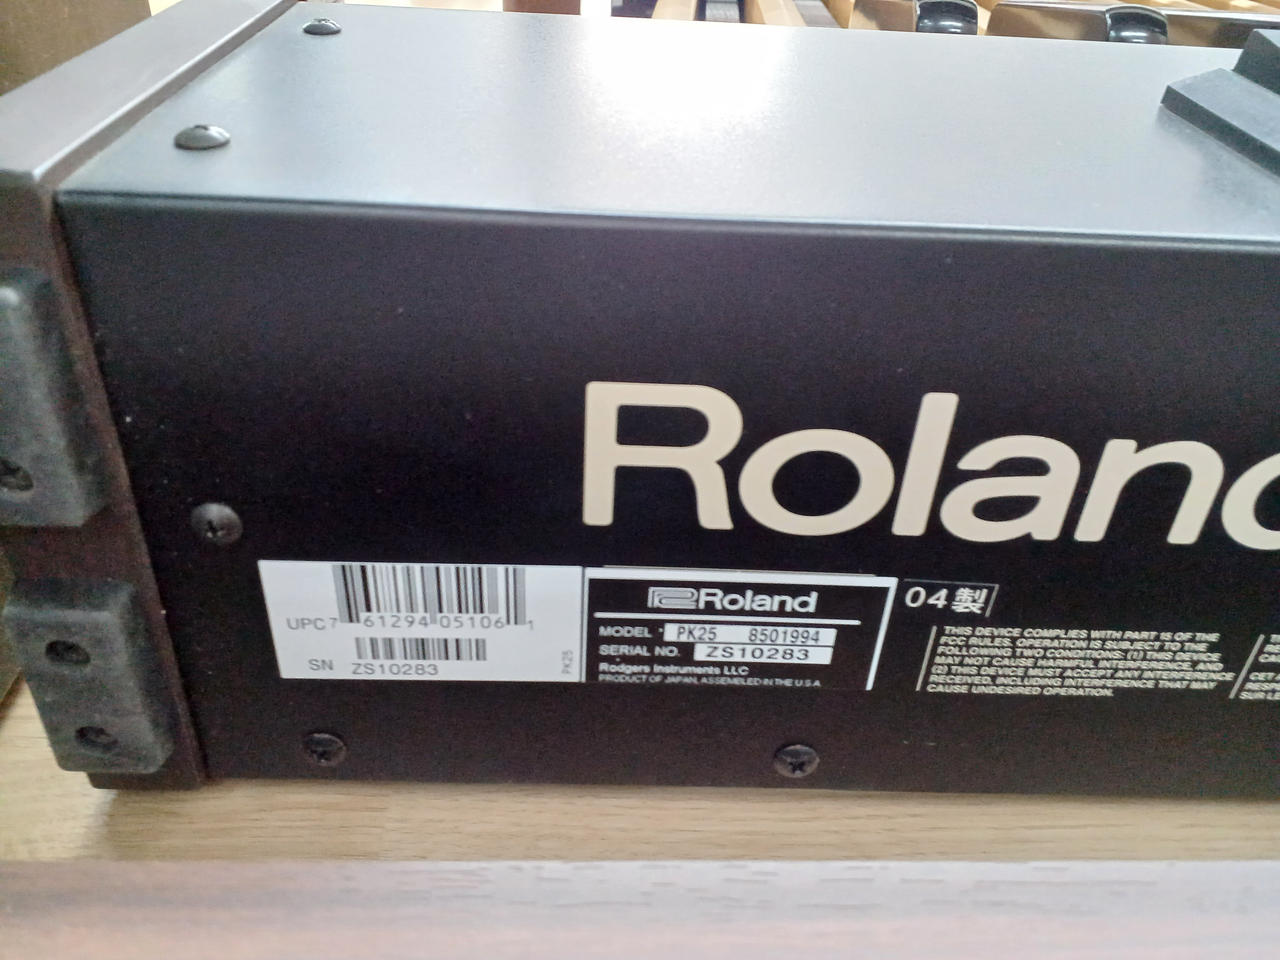 Roland
UPC 7 61294 05106 1
SN ZS10283
PK25
Roland
MODEL PK25 8501994
SERIAL NO. ZS10283
Rodgers Instruments LLC
PRODUCT OF JAPAN, ASSEMBLED IN THE U.S.A
04製
THIS DEVICE COMPLIES WITH PART 15 OF THE
FCC RULES. OPERATION IS SUBJECT TO THE
FOLLOWING TWO CONDITIONS: (1) THIS DEVICE
MAY NOT CAUSE HARMFUL INTERFERENCE, AND
(2) THIS DEVICE MUST ACCEPT ANY INTERFERENCE
RECEIVED, INCLUDING INTERFERENCE THAT MAY
CAUSE UNDESIRED OPERATION.